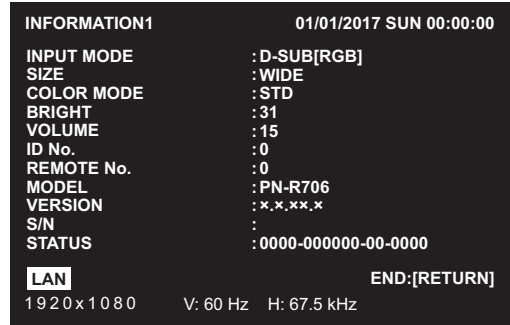 INFORMATION1 01/01/2017 SUN 00:00:00
INPUT MODE :D-SUB[RGB]
SIZE :WIDE
COLOR MODE :STD
BRIGHT :31
VOLUME :15
ID No. :0
REMOTE No. :0
MODEL :PN-R706
VERSION :×.×.××.×
S/N :
STATUS :0000-000000-00-0000
LAN END:[RETURN]
1920x1080 V: 60 Hz H: 67.5 kHz